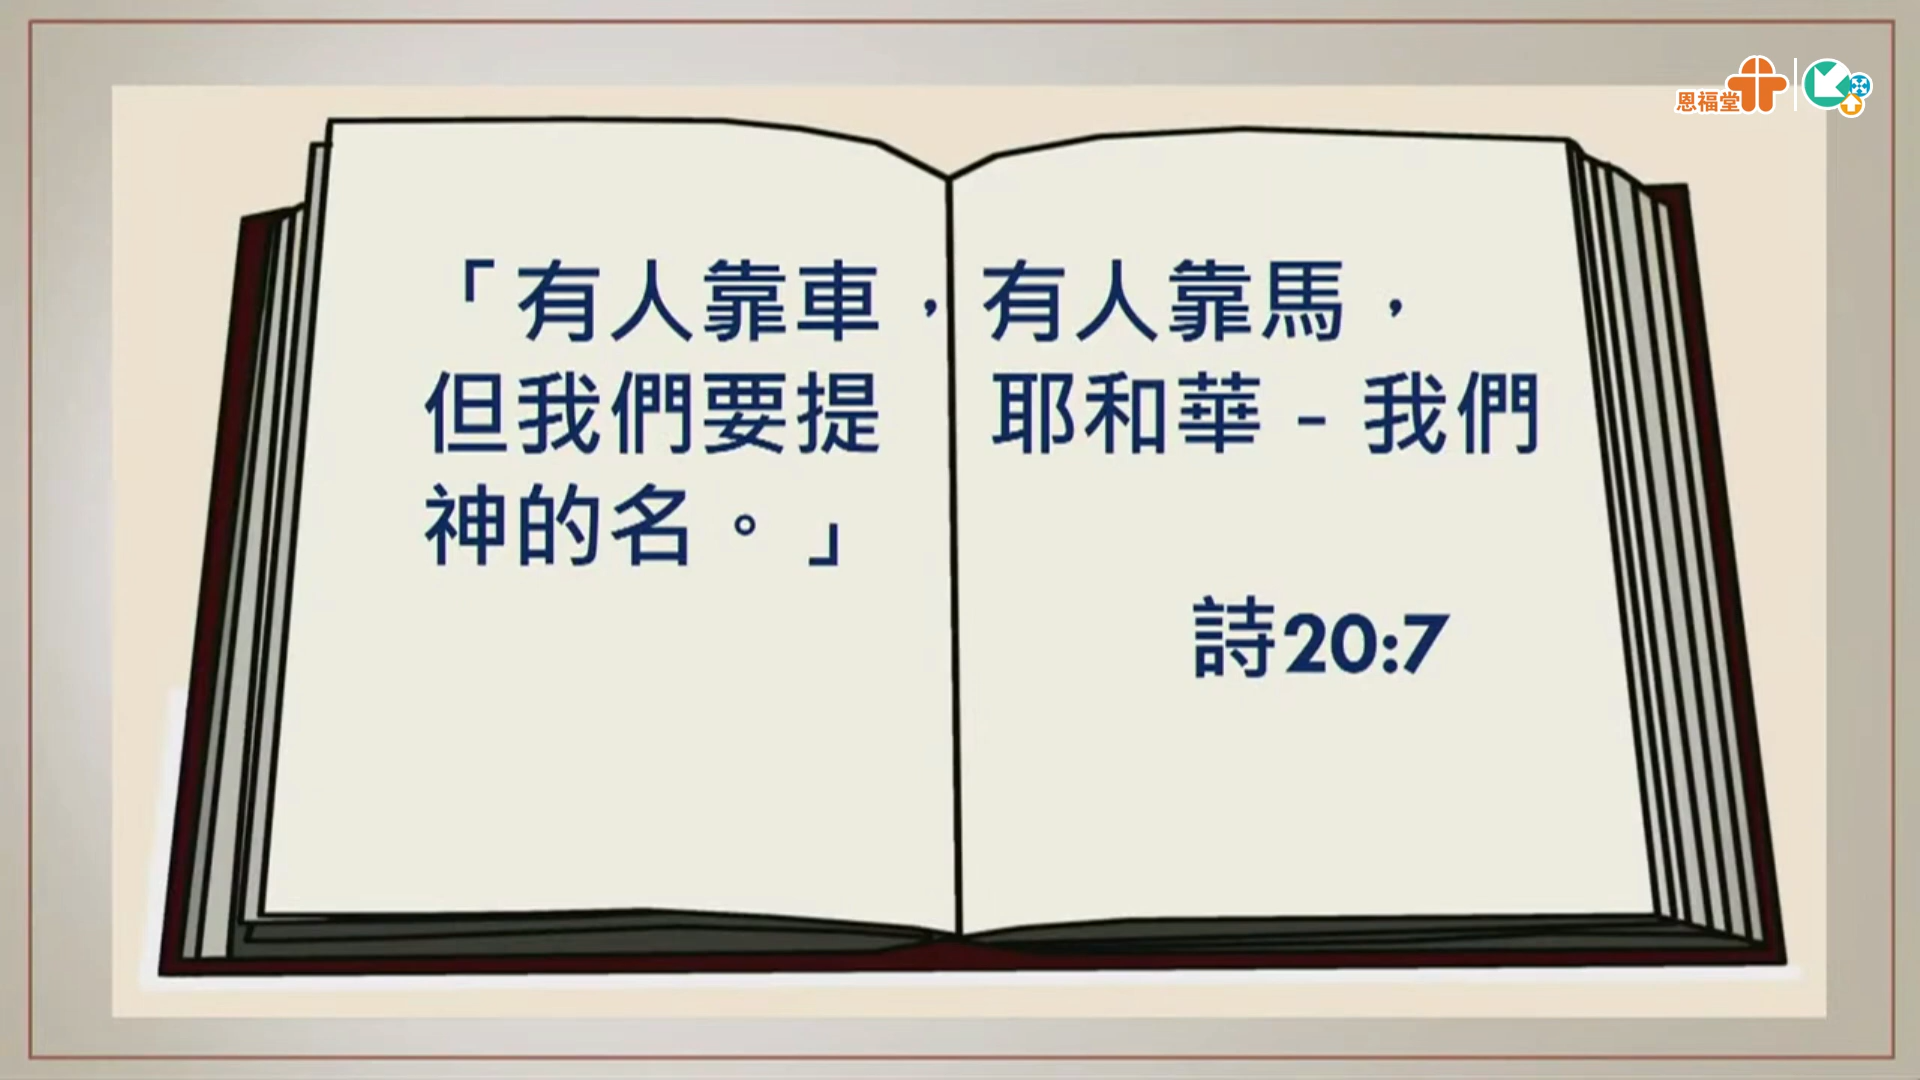 恩福堂
「有人靠車，有人靠馬，
但我們要提 耶和華－我們
神的名。」
詩20:7